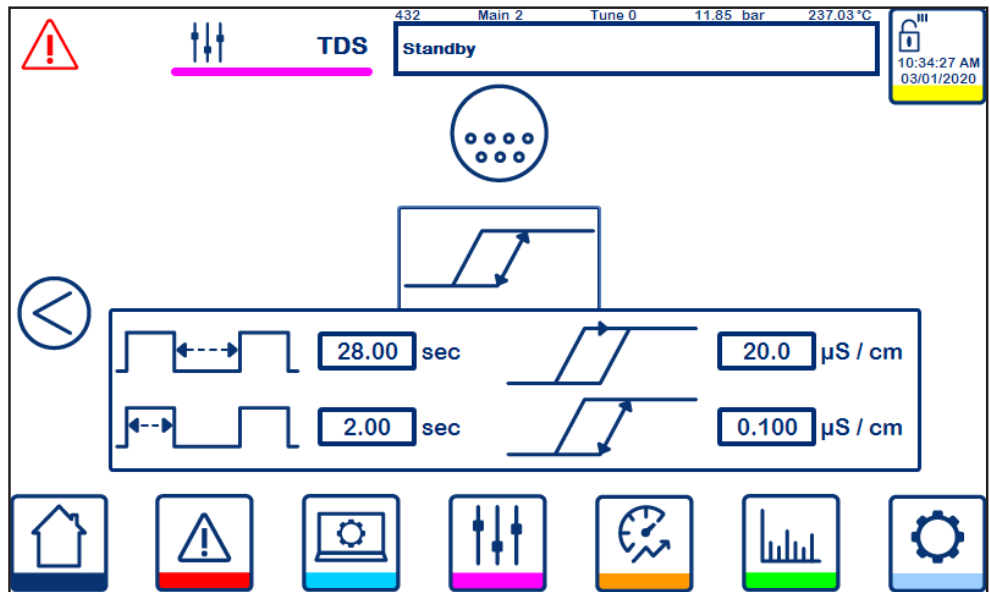 432 Main 2 Tune 0 11.85 bar 237.03 °C
TDS
Standby
10:34:27 AM
03/01/2020
28.00 sec
20.0 µS / cm
2.00 sec
0.100 µS / cm